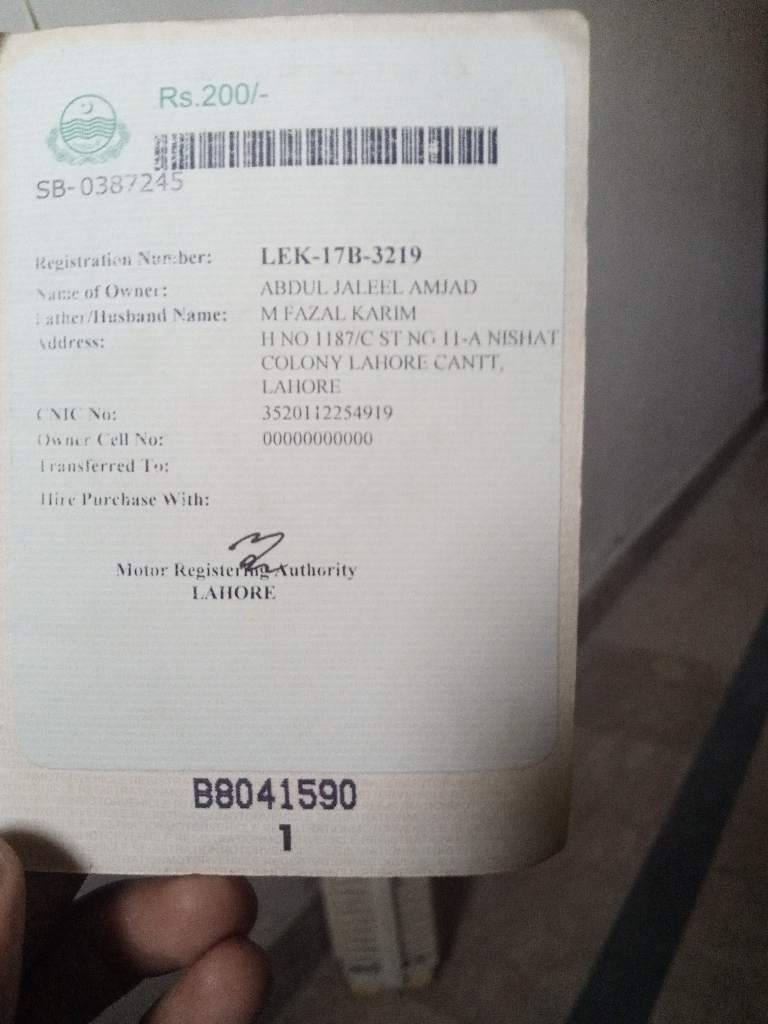 Rs.200/-
SB-0387245
Registration Number: LEK-17B-3219
Name of Owner: ABDUL JALEEL AMJAD
Father/Husband Name: M FAZAL KARIM
Address: H NO 1187/C ST NO 11-A NISHAT
COLONY LAHORE CANTT,
LAHORE
CNIC No: 3520112254919
Owner Cell No: 00000000000
Transferred To:
Hire Purchase With:
Motor Registering Authority
LAHORE
B8041590
1